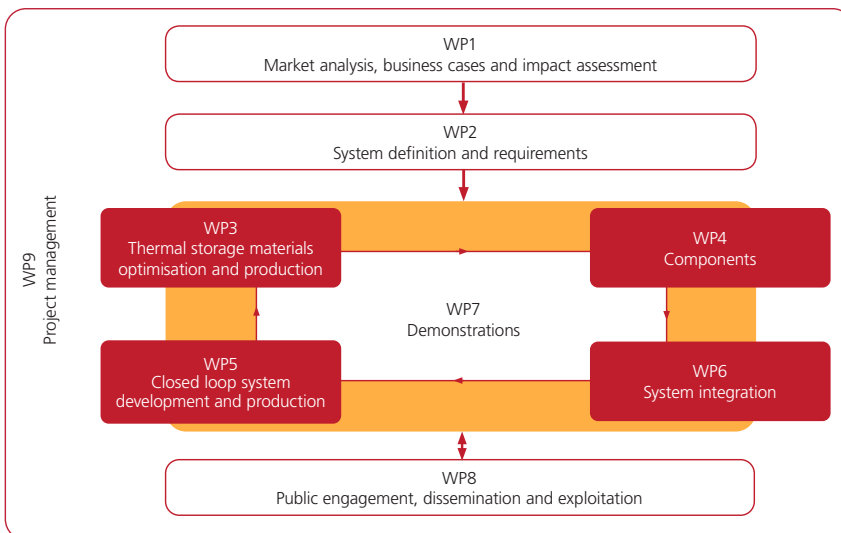 WP1
Market analysis, business cases and impact assessment
WP2
System definition and requirements
WP9
Project management
WP3
Thermal storage materials
optimisation and production
WP4
Components
WP7
Demonstrations
WP5
Closed loop system
development and production
WP6
System integration
WP8
Public engagement, dissemination and exploitation